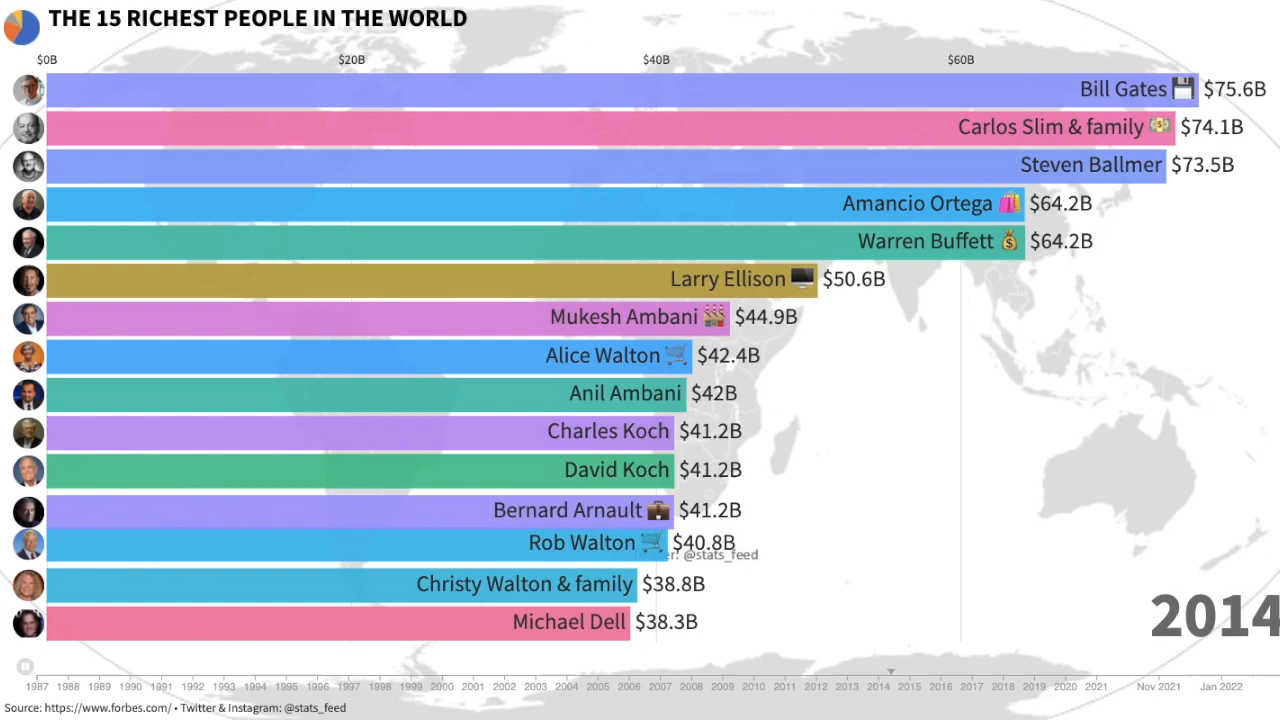 THE 15 RICHEST PEOPLE IN THE WORLD
$0B $20B $40B $60B
Bill Gates $75.6B
Carlos Slim & family $74.1B
Steven Ballmer $73.5B
Amancio Ortega $64.2B
Warren Buffett $64.2B
Larry Ellison $50.6B
Mukesh Ambani $44.9B
Alice Walton $42.4B
Anil Ambani $42B
Charles Koch $41.2B
David Koch $41.2B
Bernard Arnault $41.2B
Rob Walton $40.8B
@stats_feed
Christy Walton & family $38.8B
Michael Dell $38.3B
2014
1987 1988 1989 1990 1991 1992 1993 1994 1995 1996 1997 1998 1999 2000 2001 2002 2003 2004 2005 2006 2007 2008 2009 2010 2011 2012 2013 2014 2015 2016 2017 2018 2019 2020 2021 Nov 2021 Jan 2022
Source: https://www.forbes.com/ • Twitter & Instagram: @stats_feed